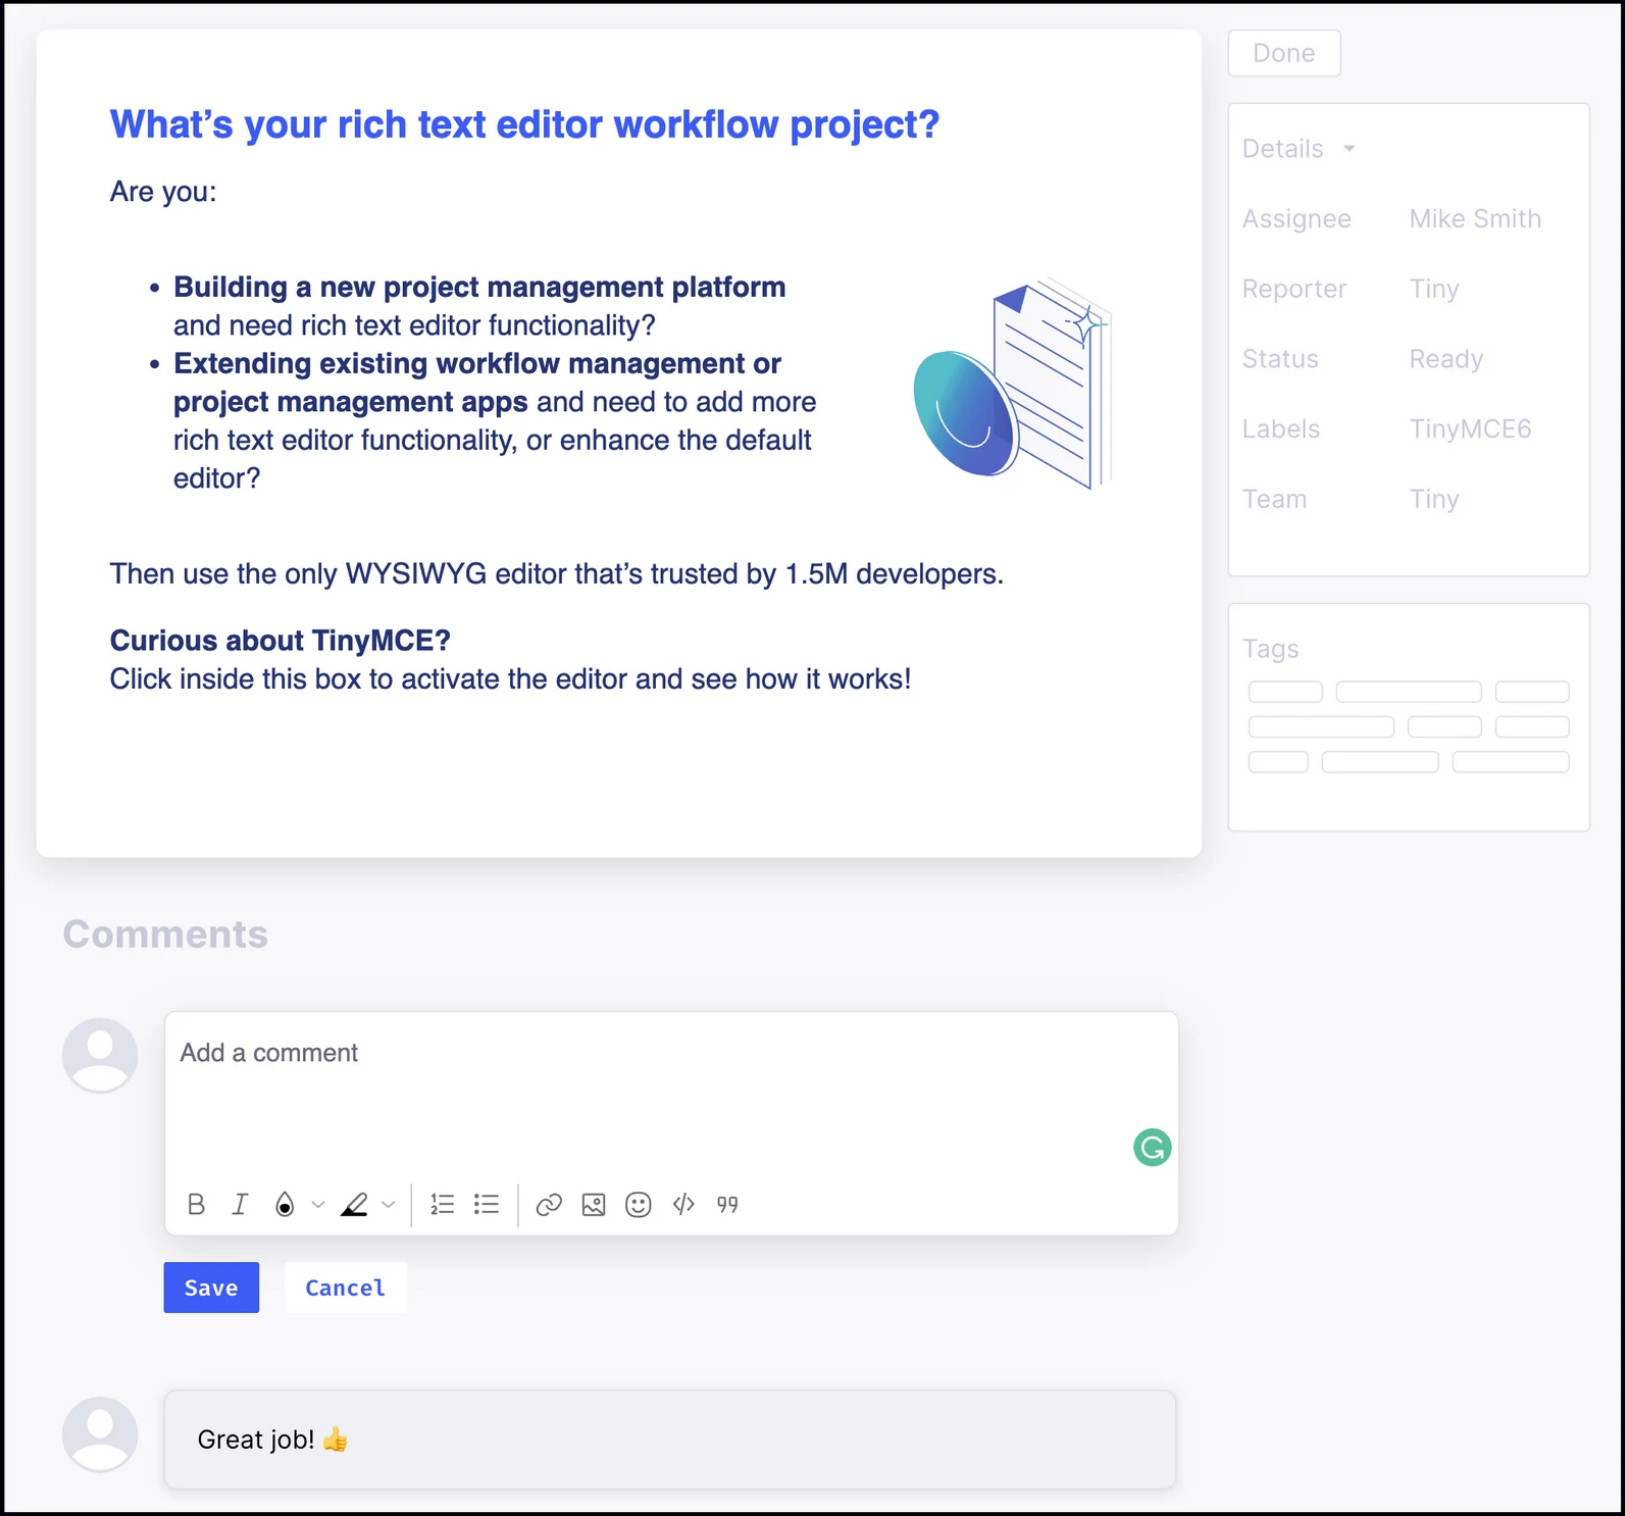 What’s your rich text editor workflow project?
Are you:
• Building a new project management platform
and need rich text editor functionality?
• Extending existing workflow management or
project management apps and need to add more
rich text editor functionality, or enhance the default
editor?
Then use the only WYSIWYG editor that’s trusted by 1.5M developers.
Curious about TinyMCE?
Click inside this box to activate the editor and see how it works!
Done
Details
Assignee Mike Smith
Reporter Tiny
Status Ready
Labels TinyMCE6
Team Tiny
Tags
Comments
Add a comment
Save Cancel
Great job! 👍